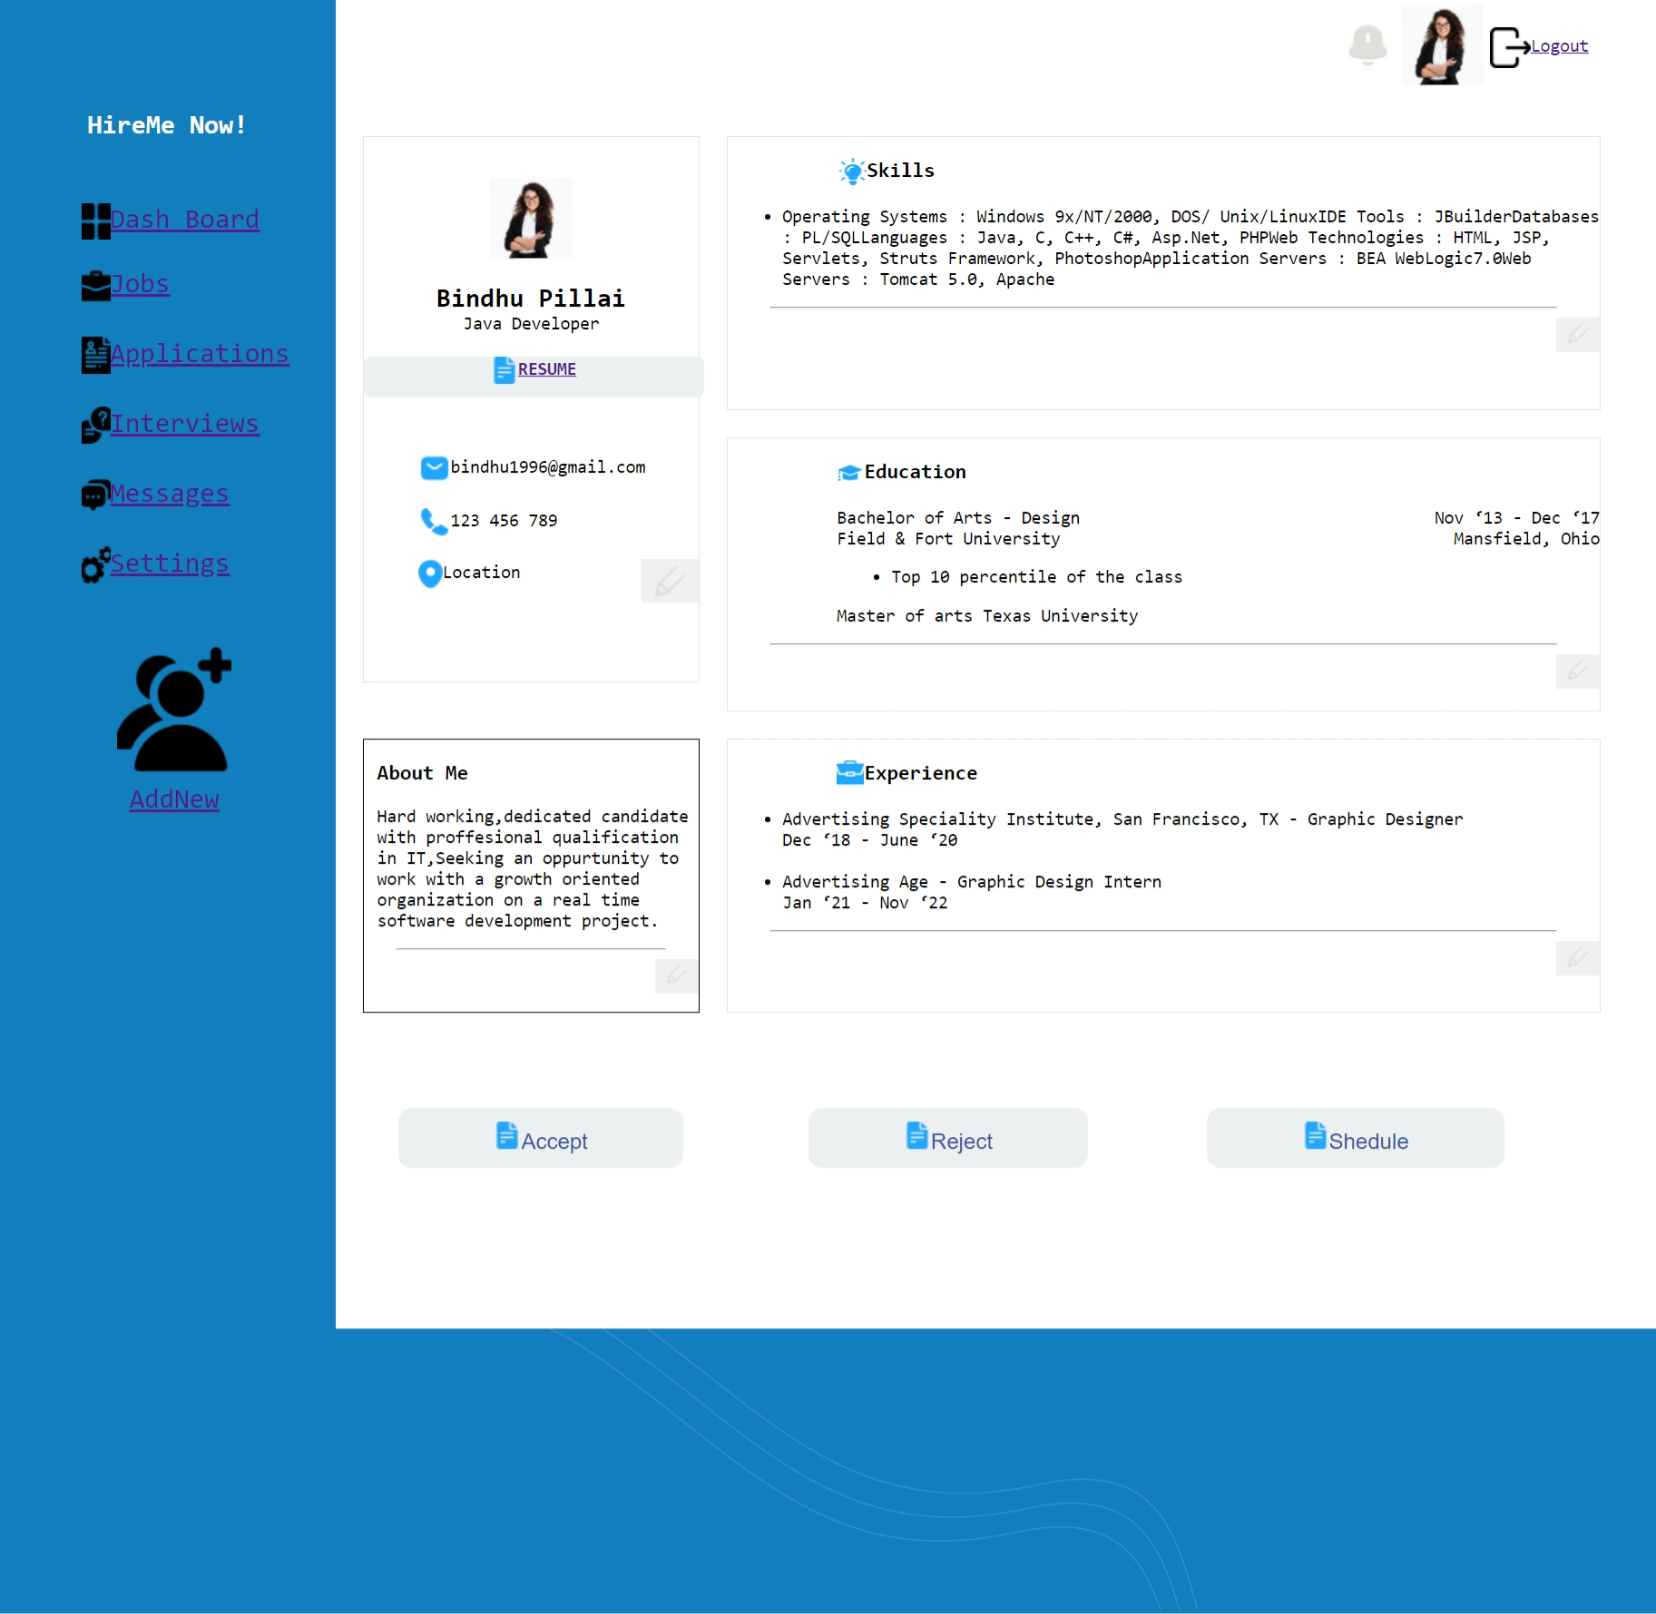 Logout
HireMe Now!
Dash Board
Jobs
Applications
Interviews
Messages
Settings
AddNew
Bindhu Pillai
Java Developer
RESUME
bindhu1996@gmail.com
123 456 789
Location
About Me
Hard working,dedicated candidate
with proffesional qualification
in IT,Seeking an oppurtunity to
work with a growth oriented
organization on a real time
software development project.
Skills
• Operating Systems : Windows 9x/NT/2000, DOS/ Unix/LinuxIDE Tools : JBuilderDatabases
: PL/SQLLanguages : Java, C, C++, C#, Asp.Net, PHPWeb Technologies : HTML, JSP,
Servlets, Struts Framework, PhotoshopApplication Servers : BEA WebLogic7.0Web
Servers : Tomcat 5.0, Apache
Education
Bachelor of Arts - Design Nov ‘13 - Dec ‘17
Field & Fort University Mansfield, Ohio
• Top 10 percentile of the class
Master of arts Texas University
Experience
• Advertising Speciality Institute, San Francisco, TX - Graphic Designer
Dec ‘18 - June ‘20
• Advertising Age - Graphic Design Intern
Jan ‘21 - Nov ‘22
Accept
Reject
Shedule